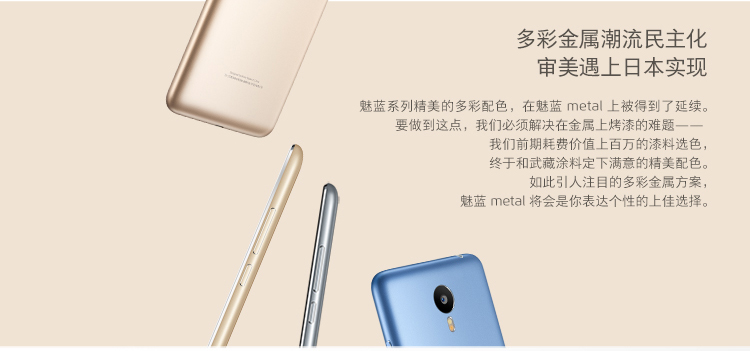 多彩金属潮流民主化
审美遇上日本实现
魅蓝系列精美的多彩配色，在魅蓝 metal 上被得到了延续。
要做到这点，我们必须解决在金属上烤漆的难题——
我们前期耗费价值上百万的漆料选色，
终于和武藏涂料定下满意的精美配色。
如此引人注目的多彩金属方案，
魅蓝 metal 将会是你表达个性的上佳选择。